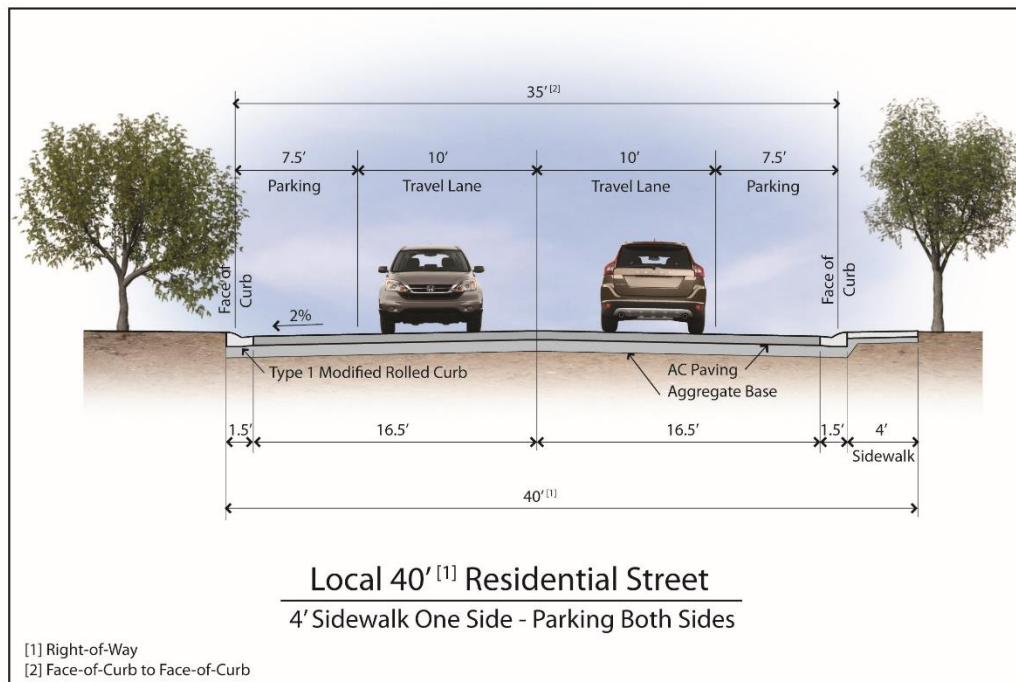 35' [2]
7.5'
10'
10'
7.5'
Parking
Travel Lane
Travel Lane
Parking
Face of
Curb
Face of
Curb
2%
Type 1 Modified Rolled Curb
AC Paving
Aggregate Base
1.5'
16.5'
16.5'
1.5'
4'
Sidewalk
40' [1]
Local 40' [1] Residential Street
4' Sidewalk One Side - Parking Both Sides
[1] Right-of-Way
[2] Face-of-Curb to Face-of-Curb